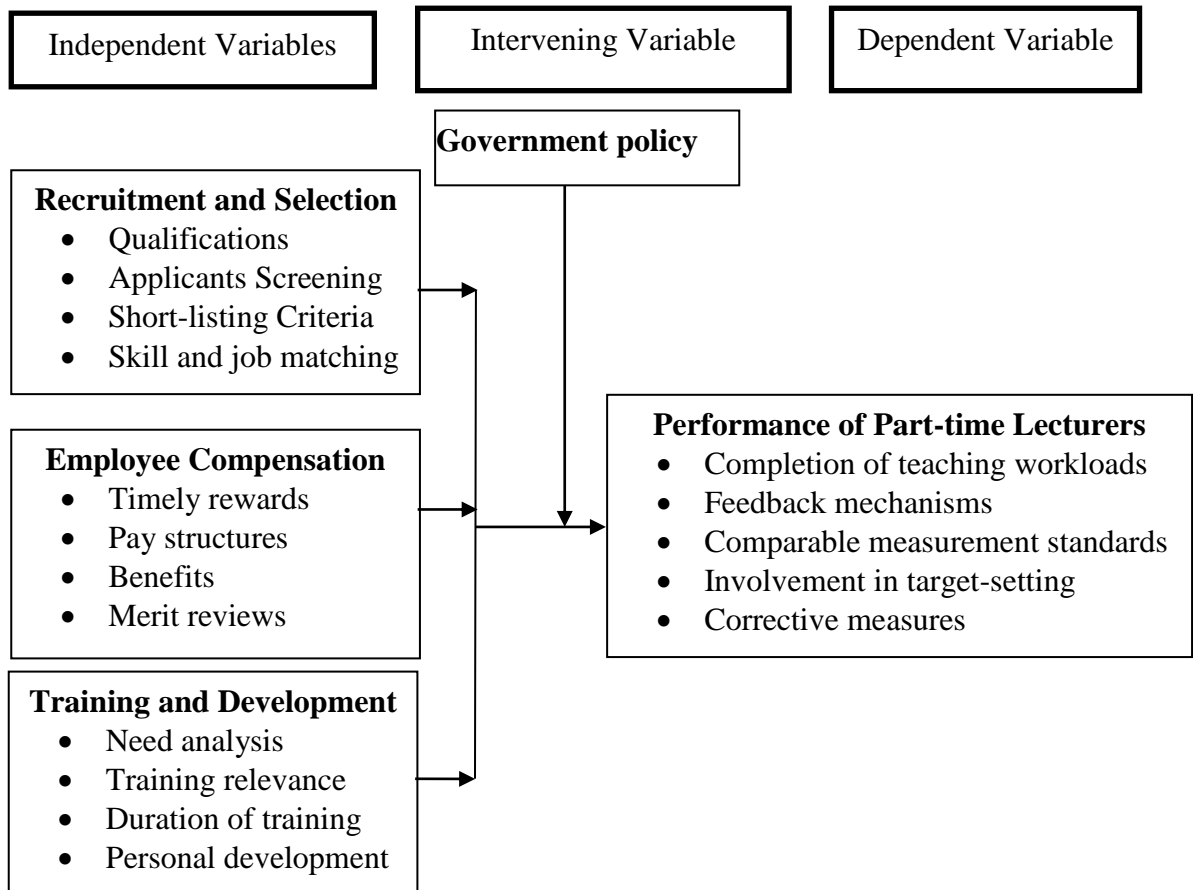 Independent Variables
Intervening Variable
Dependent Variable
Government policy
Recruitment and Selection
• Qualifications
• Applicants Screening
• Short-listing Criteria
• Skill and job matching
Employee Compensation
• Timely rewards
• Pay structures
• Benefits
• Merit reviews
Training and Development
• Need analysis
• Training relevance
• Duration of training
• Personal development
Performance of Part-time Lecturers
• Completion of teaching workloads
• Feedback mechanisms
• Comparable measurement standards
• Involvement in target-setting
• Corrective measures